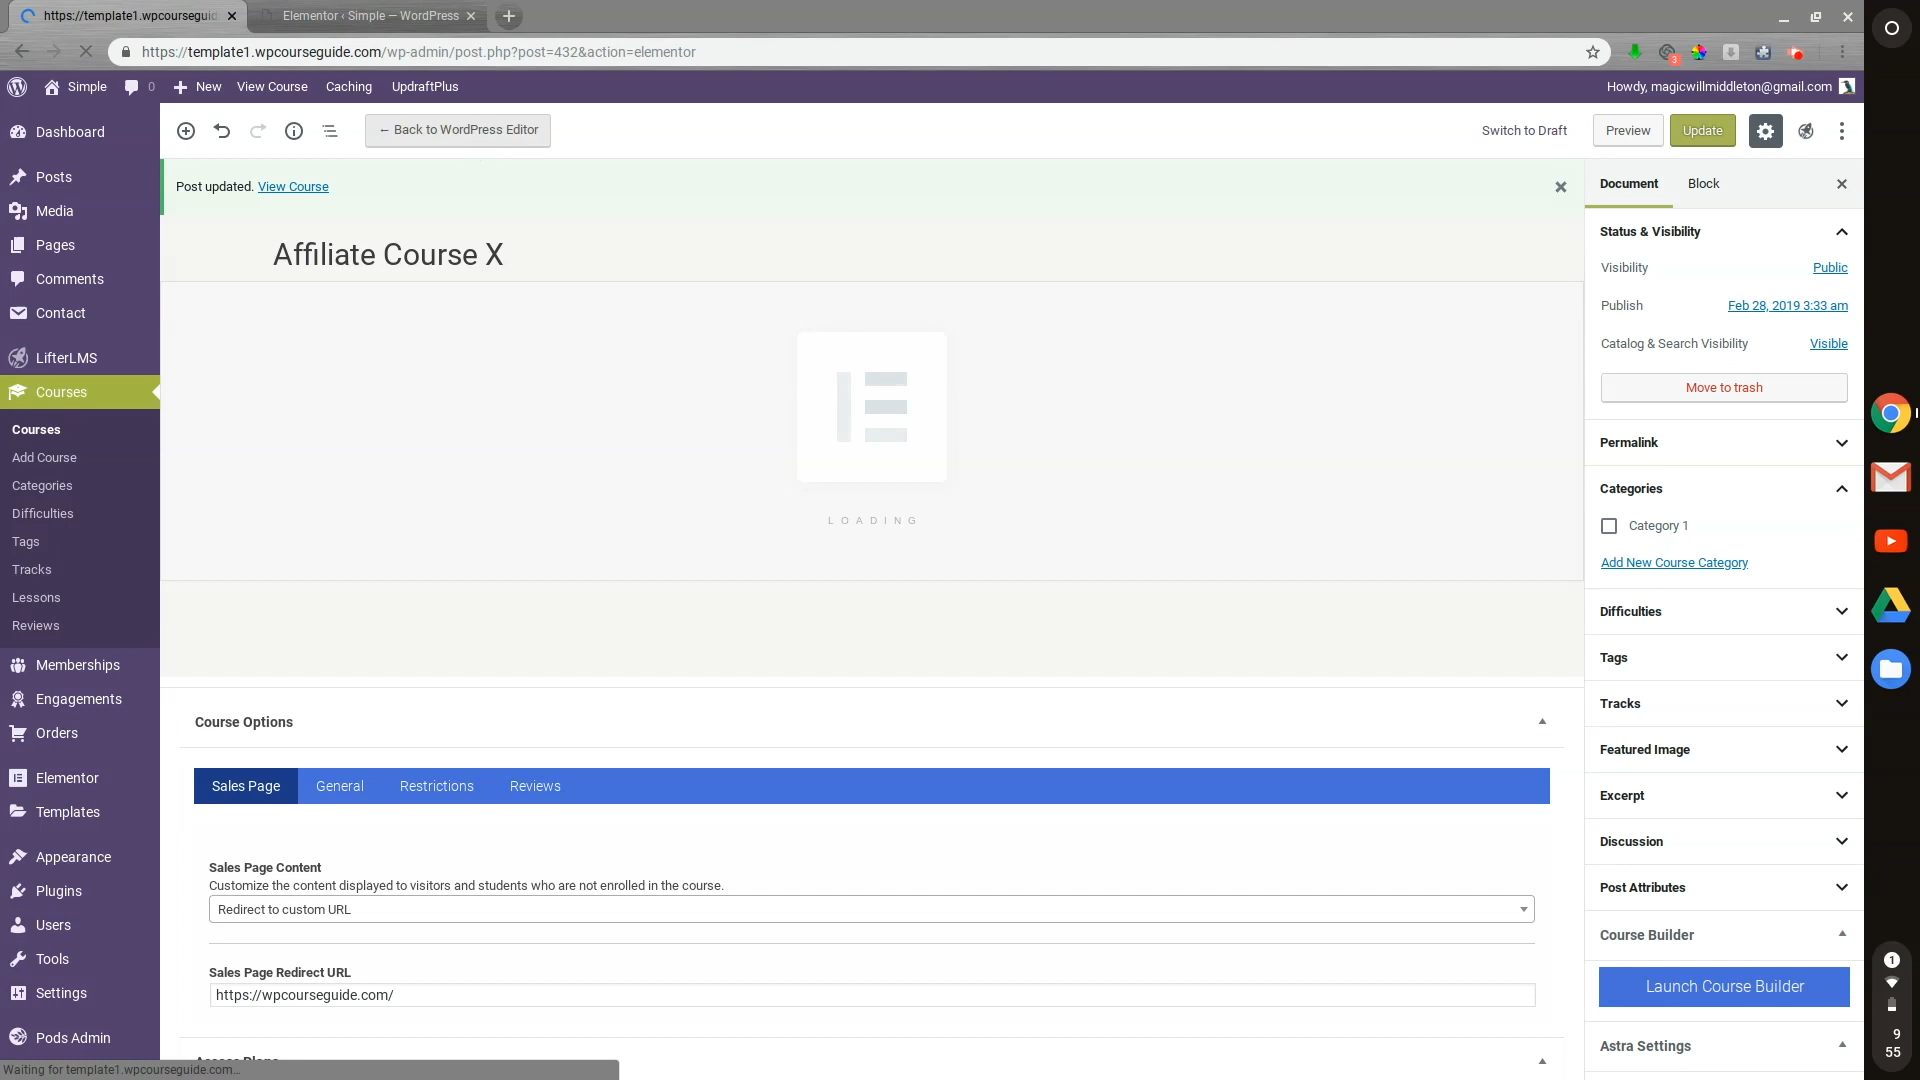 https://template1.wpcoursegui
Elementor ‹ Simple — WordPress
https://template1.wpcourseguide.com/wp-admin/post.php?post=432&action=elementor
3
Simple
0
New
View Course
Caching
UpdraftPlus
Howdy, magicwillmiddleton@gmail.com
Dashboard
Posts
Media
Pages
Comments
Contact
LifterLMS
Courses
Courses
Add Course
Categories
Difficulties
Tags
Tracks
Lessons
Reviews
Memberships
Engagements
Orders
Elementor
Templates
Appearance
Plugins
Users
Tools
Settings
Pods Admin
← Back to WordPress Editor
Switch to Draft
Preview
Update
Post updated. View Course
Affiliate Course X
LOADING
Course Options
Sales Page
General
Restrictions
Reviews
Sales Page Content
Customize the content displayed to visitors and students who are not enrolled in the course.
Redirect to custom URL
Sales Page Redirect URL
https://wpcourseguide.com/
Access Plans
Document
Block
Status & Visibility
Visibility
Public
Publish
Feb 28, 2019 3:33 am
Catalog & Search Visibility
Visible
Move to trash
Permalink
Categories
Category 1
Add New Course Category
Difficulties
Tags
Tracks
Featured Image
Excerpt
Discussion
Post Attributes
Course Builder
Launch Course Builder
Astra Settings
Waiting for template1.wpcourseguide.com...
1
9
55